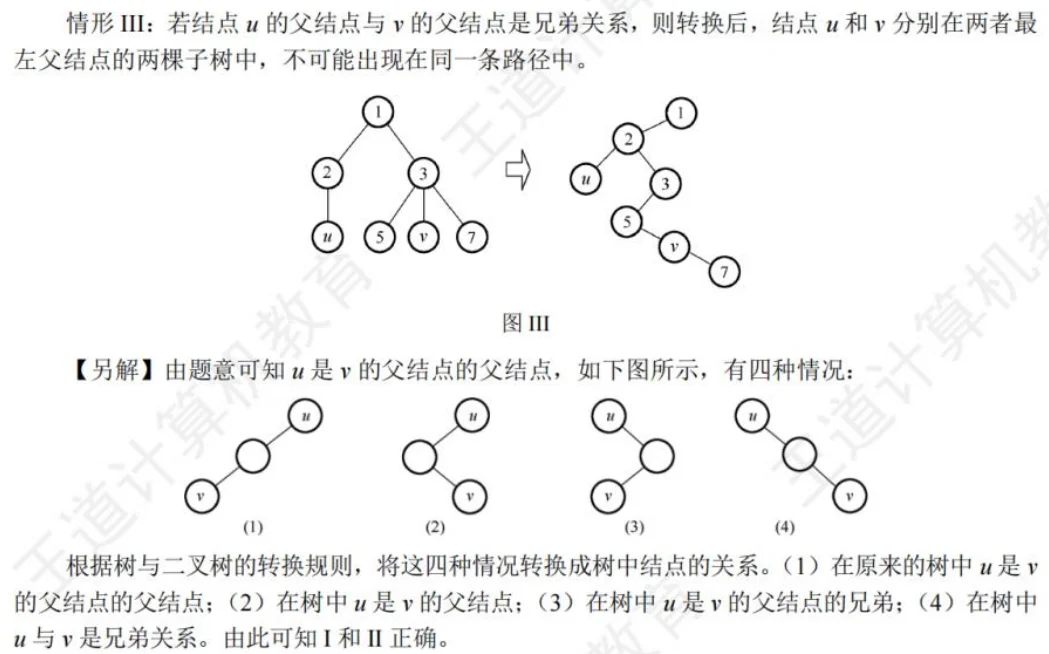 情形 III：若结点 u 的父结点与 v 的父结点是兄弟关系，则转换后，结点 u 和 v 分别在两者最
左父结点的两棵子树中，不可能出现在同一条路径中。
1
2
3
u
5
v
7
1
2
u
3
5
v
7
图 III
【另解】由题意可知 u 是 v 的父结点的父结点，如下图所示，有四种情况：
u
v
(1)
u
v
(2)
u
v
(3)
u
v
(4)
根据树与二叉树的转换规则，将这四种情况转换成树中结点的关系。（1）在原来的树中 u 是 v
的父结点的父结点；（2）在树中 u 是 v 的父结点；（3）在树中 u 是 v 的父结点的兄弟；（4）在树中
u 与 v 是兄弟关系。由此可知 I 和 II 正确。
王道计算机教育
王道计算机教育